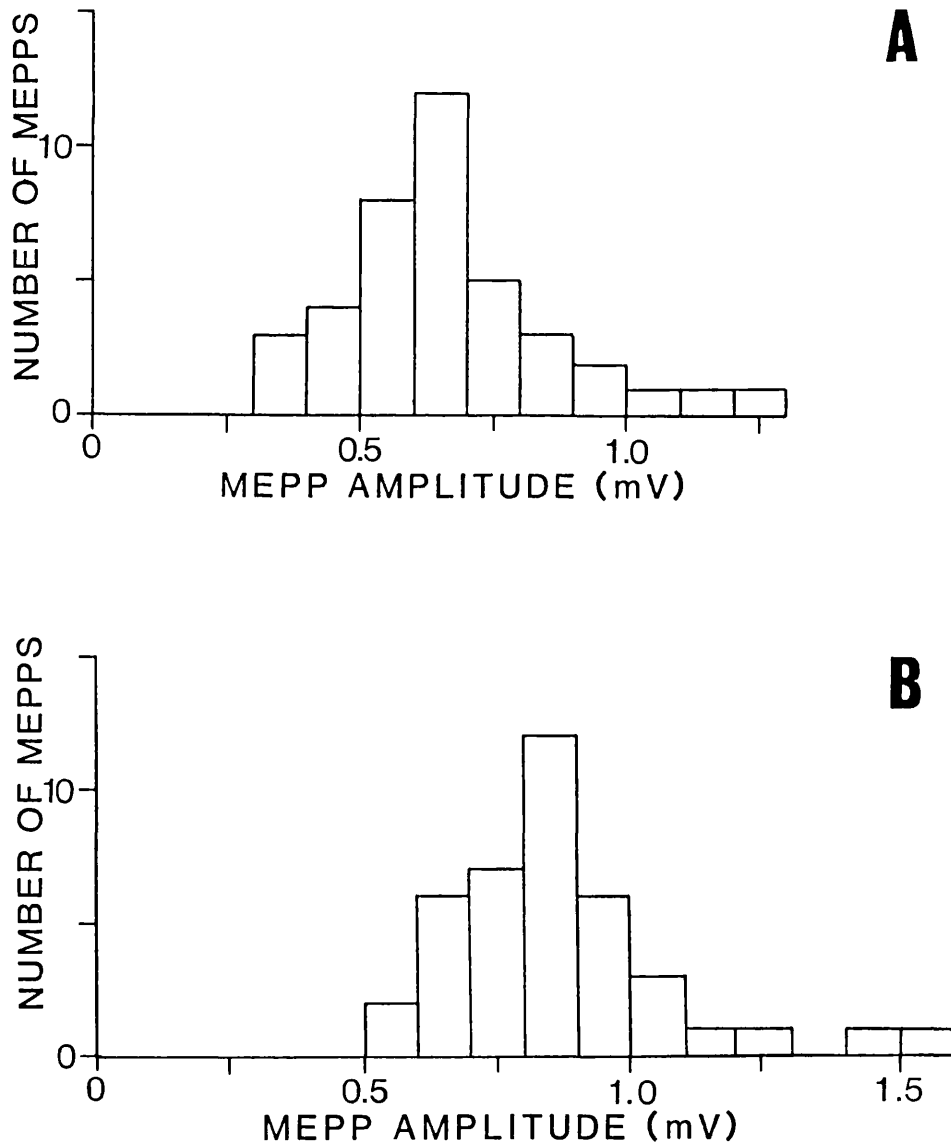 A
NUMBER OF MEPPS
10
0
0 0.5 1.0
MEPP AMPLITUDE (mV)
B
NUMBER OF MEPPS
10
0
0 0.5 1.0 1.5
MEPP AMPLITUDE (mV)